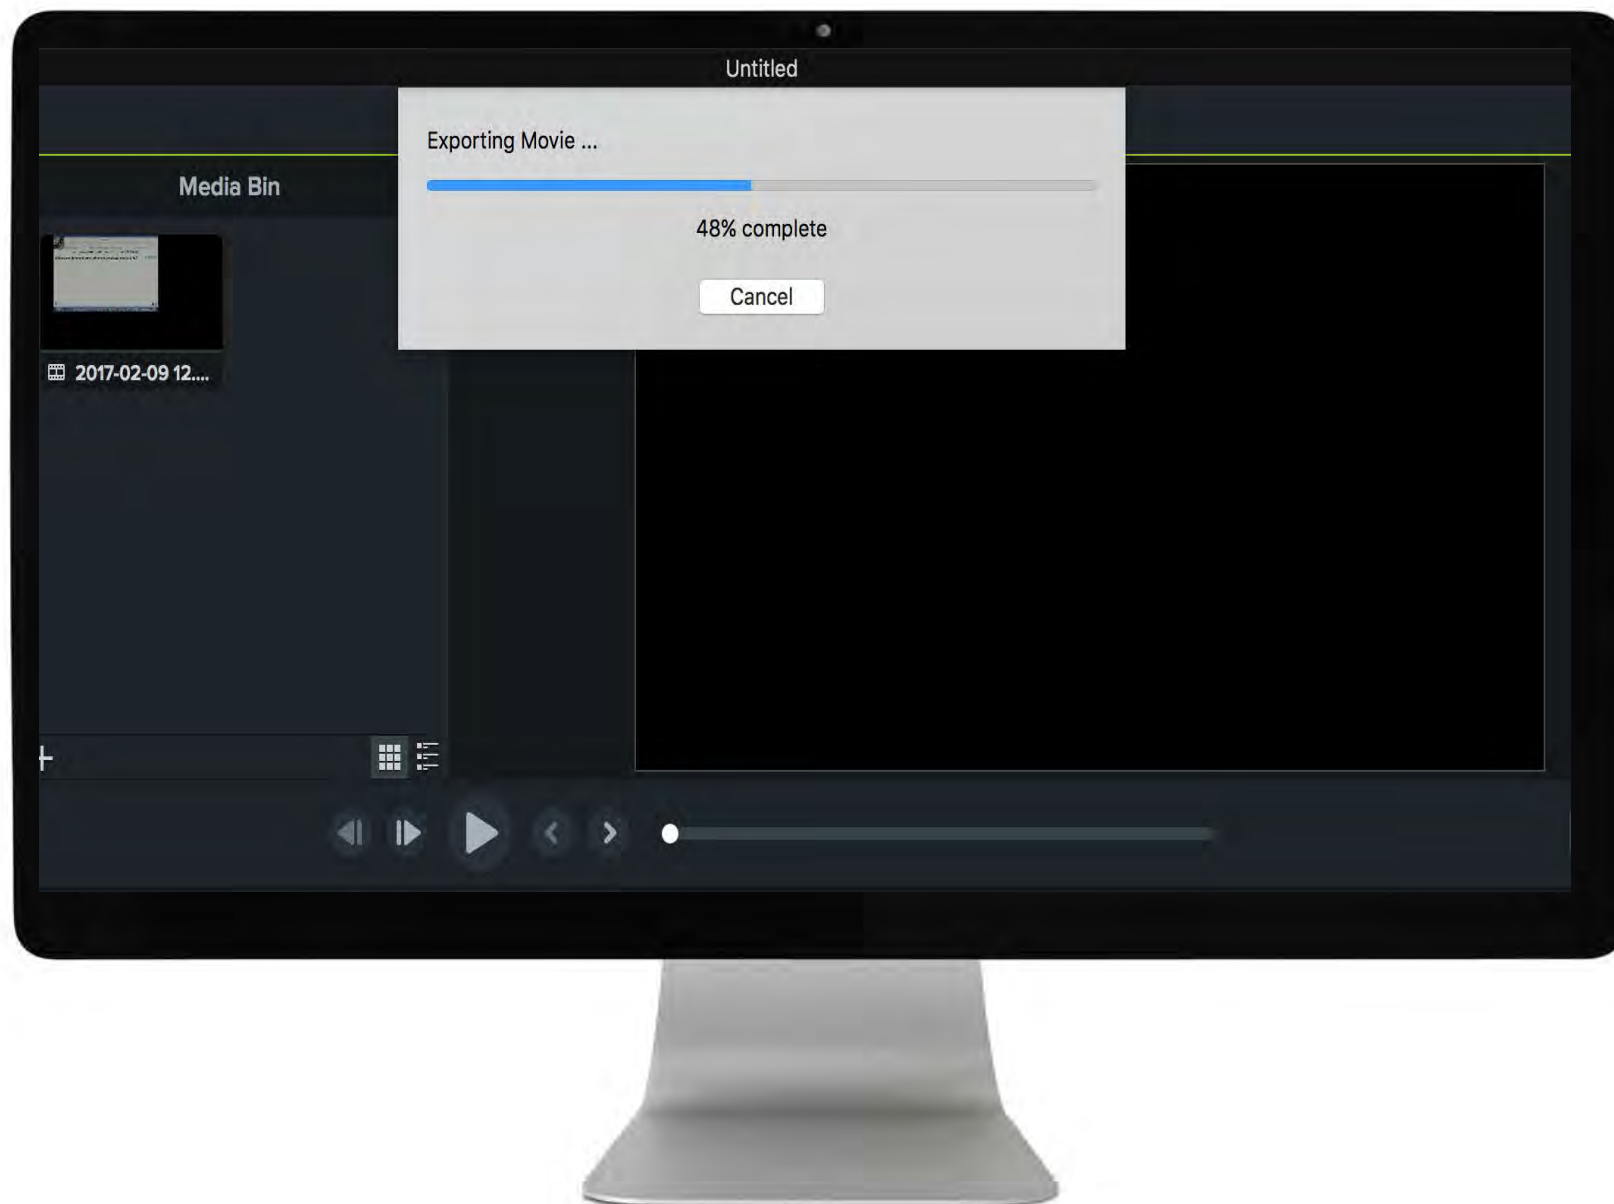 Untitled
Exporting Movie ...
Media Bin
48% complete
Cancel
2017-02-09 12....